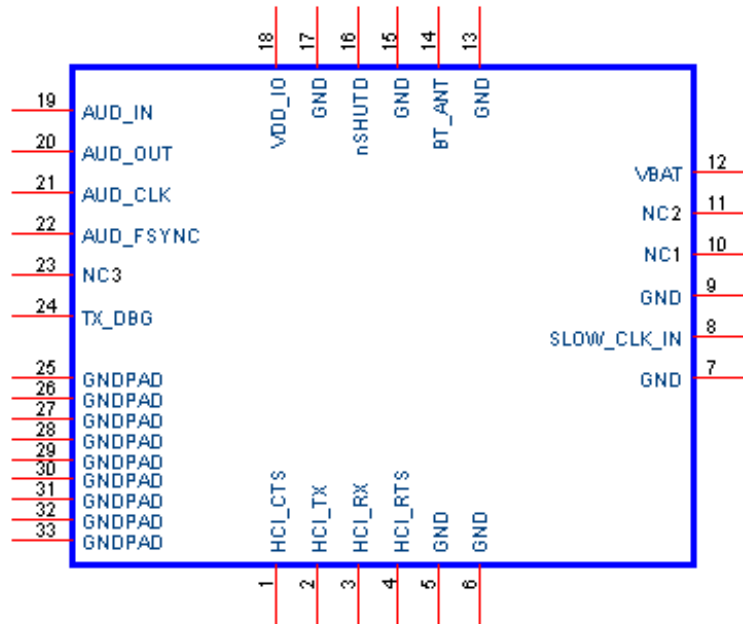 18 17 16 15 14 13
VDD_IO GND nSHUTD GND BT_ANT GND
19 AUD_IN
20 AUD_OUT
21 AUD_CLK
22 AUD_FSYNC
23 NC3
24 TX_DBG
25 GNDPAD
26 GNDPAD
27 GNDPAD
28 GNDPAD
29 GNDPAD
30 GNDPAD
31 GNDPAD
32 GNDPAD
33 GNDPAD
VBAT 12
NC2 11
NC1 10
GND 9
SLOW_CLK_IN 8
GND 7
HCI_CTS HCI_TX HCI_RX HCI_RTS GND GND
1 2 3 4 5 6